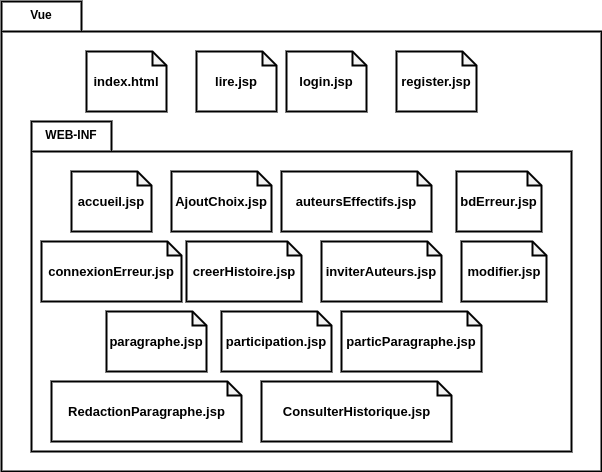 Vue
index.html
lire.jsp
login.jsp
register.jsp
WEB-INF
accueil.jsp
AjoutChoix.jsp
auteursEffectifs.jsp
bdErreur.jsp
connexionErreur.jsp
creerHistoire.jsp
inviterAuteurs.jsp
modifier.jsp
paragraphe.jsp
participation.jsp
particParagraphe.jsp
RedactionParagraphe.jsp
ConsulterHistorique.jsp